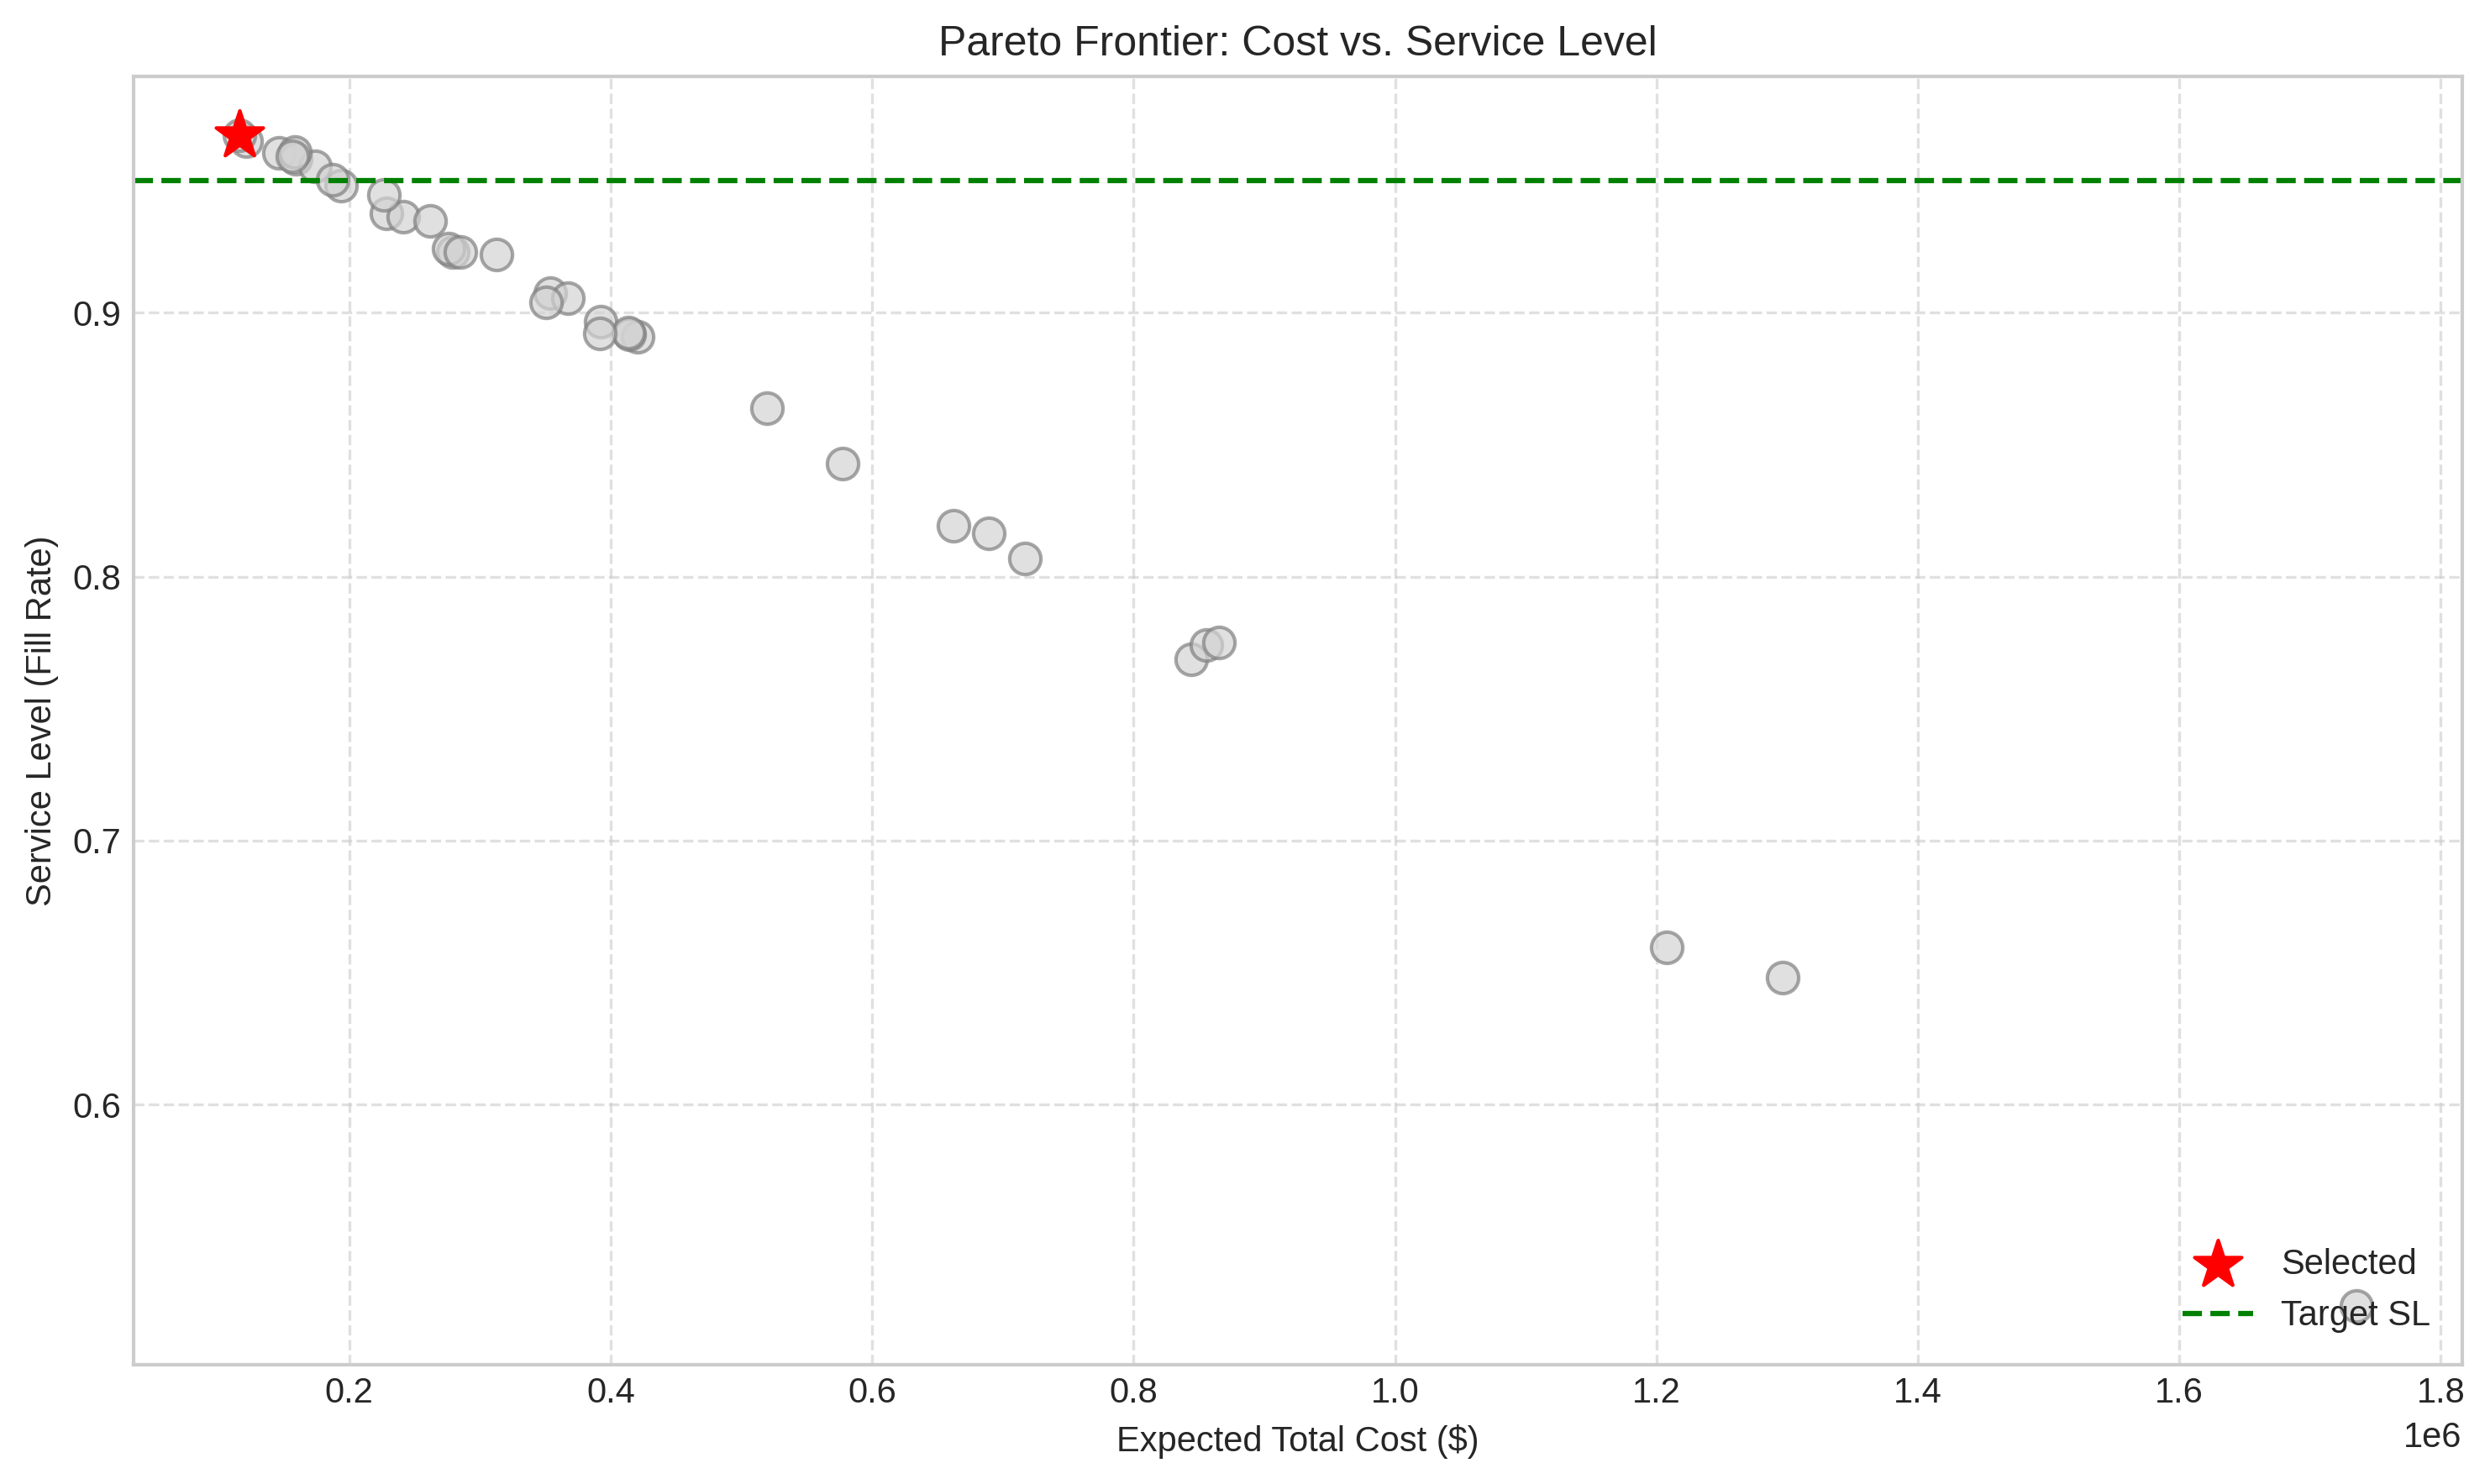 Pareto Frontier: Cost vs. Service Level
Service Level (Fill Rate)
0.9
0.8
0.7
0.6
Selected
Target SL
0.2 0.4 0.6 0.8 1.0 1.2 1.4 1.6 1.8
1e6
Expected Total Cost ($)